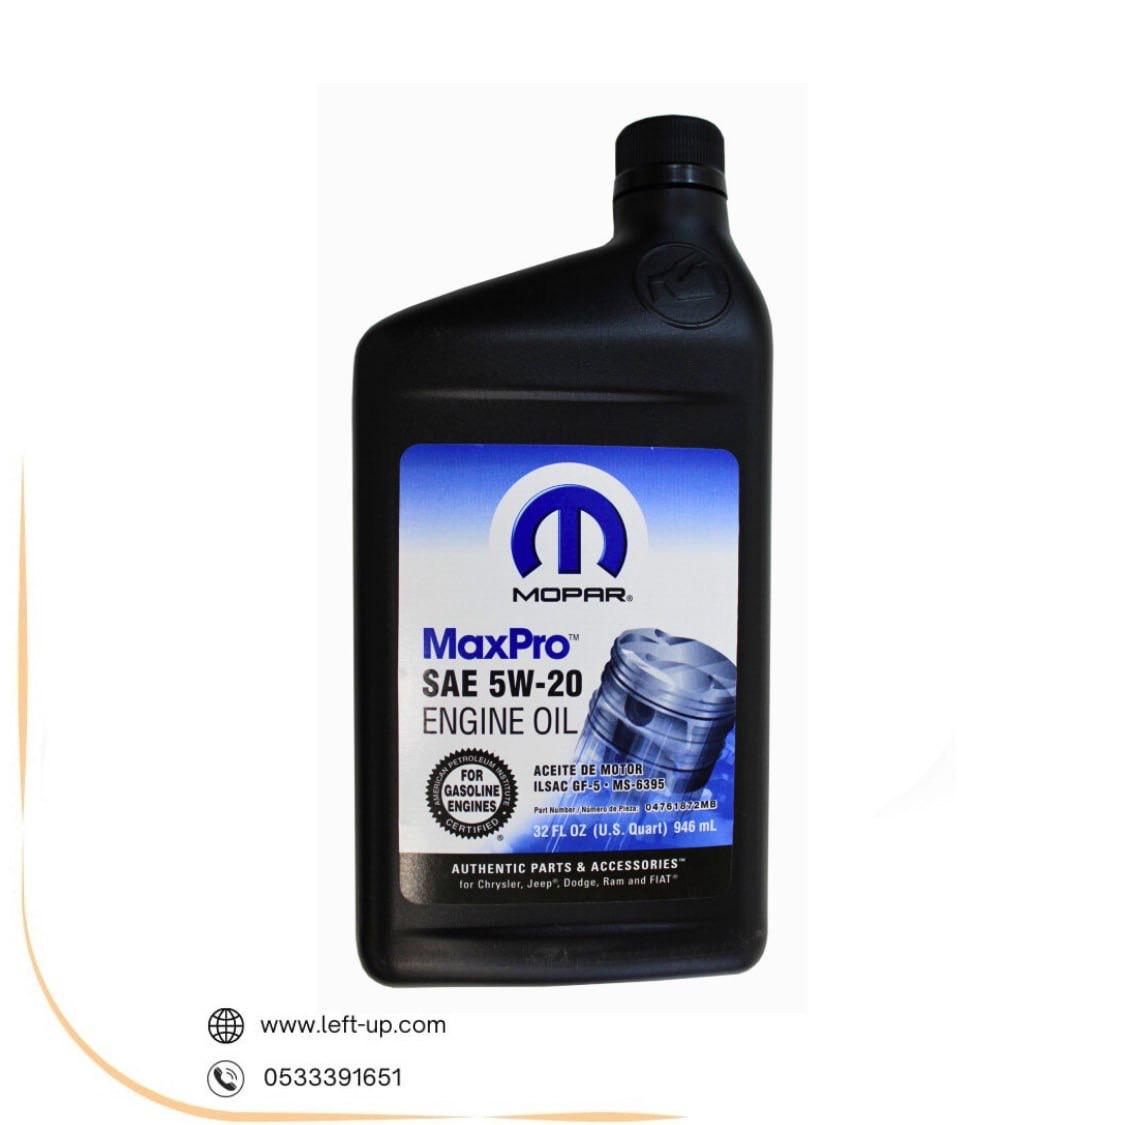 MOPAR®
MaxPro™
SAE 5W-20
ENGINE OIL
AMERICAN PETROLEUM INSTITUTE
FOR
GASOLINE
ENGINES
CERTIFIED
®
ACEITE DE MOTOR
ILSAC GF-5 • MS-6395
Part Number / Número de Pieza: 04761872MB
32 FL OZ (U.S. Quart) 946 mL
AUTHENTIC PARTS & ACCESSORIES™
for Chrysler, Jeep®, Dodge, Ram and FIAT®
www.left-up.com
0533391651